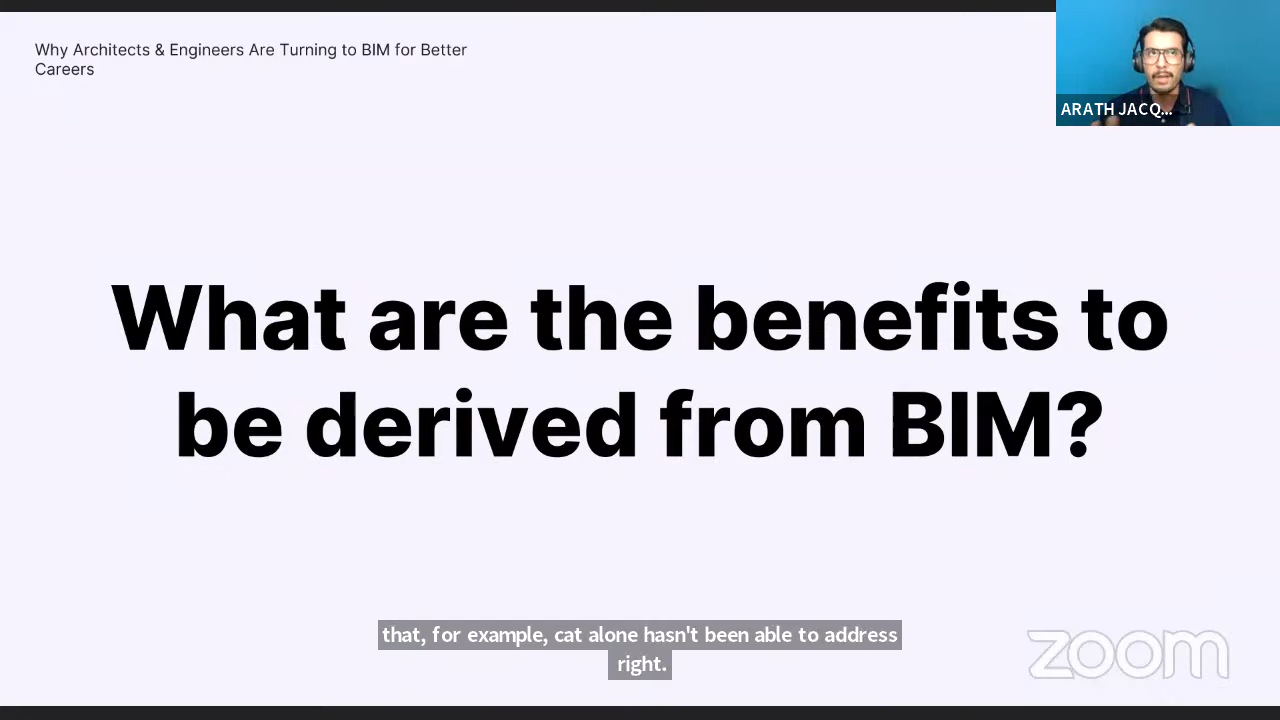 Why Architects & Engineers Are Turning to BIM for Better
Careers
ARATH JACQ...
What are the benefits to
be derived from BIM?
that, for example, cat alone hasn't been able to address
right.
zoom